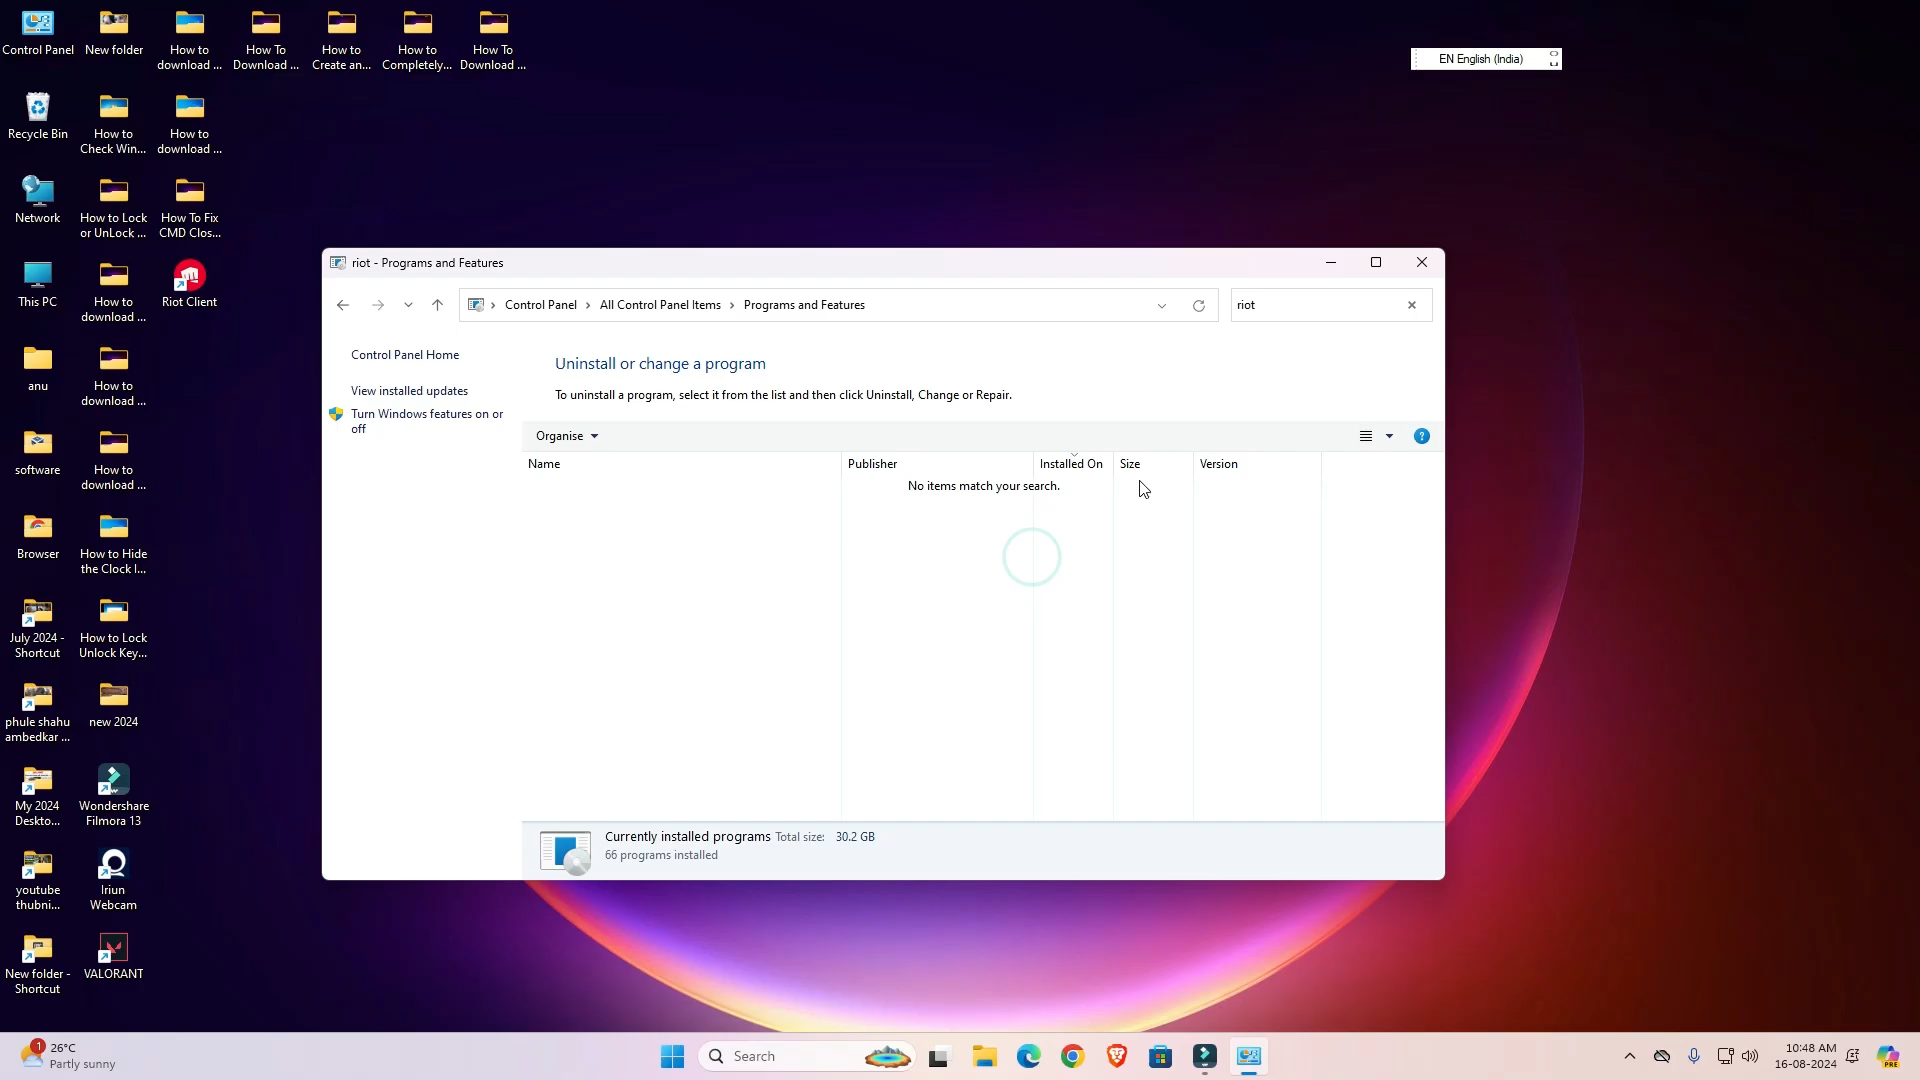 Control Panel
New folder
How to
download ...
How To
Download ...
How to
Create an...
How to
Completely...
How To
Download ...
EN English (India)
Recycle Bin
How to
Check Win...
How to
download ...
Network
How to Lock
or UnLock ...
How To Fix
CMD Clos...
This PC
How to
download ...
Riot Client
anu
How to
download ...
software
How to
download ...
Browser
How to Hide
the Clock I...
July 2024 -
Shortcut
How to Lock
Unlock Key...
phule shahu
ambedkar ...
new 2024
My 2024
Deskto...
Wondershare
Filmora 13
youtube
thubni...
Iriun
Webcam
New folder -
Shortcut
VALORANT
riot - Programs and Features
Control Panel
All Control Panel Items
Programs and Features
riot
Control Panel Home
View installed updates
Turn Windows features on or
off
Uninstall or change a program
To uninstall a program, select it from the list and then click Uninstall, Change or Repair.
Organise
?
Name
Publisher
Installed On
Size
Version
No items match your search.
Currently installed programs Total size: 30.2 GB
66 programs installed
1
26°C
Partly sunny
Search
10:48 AM
16-08-2024
PRE